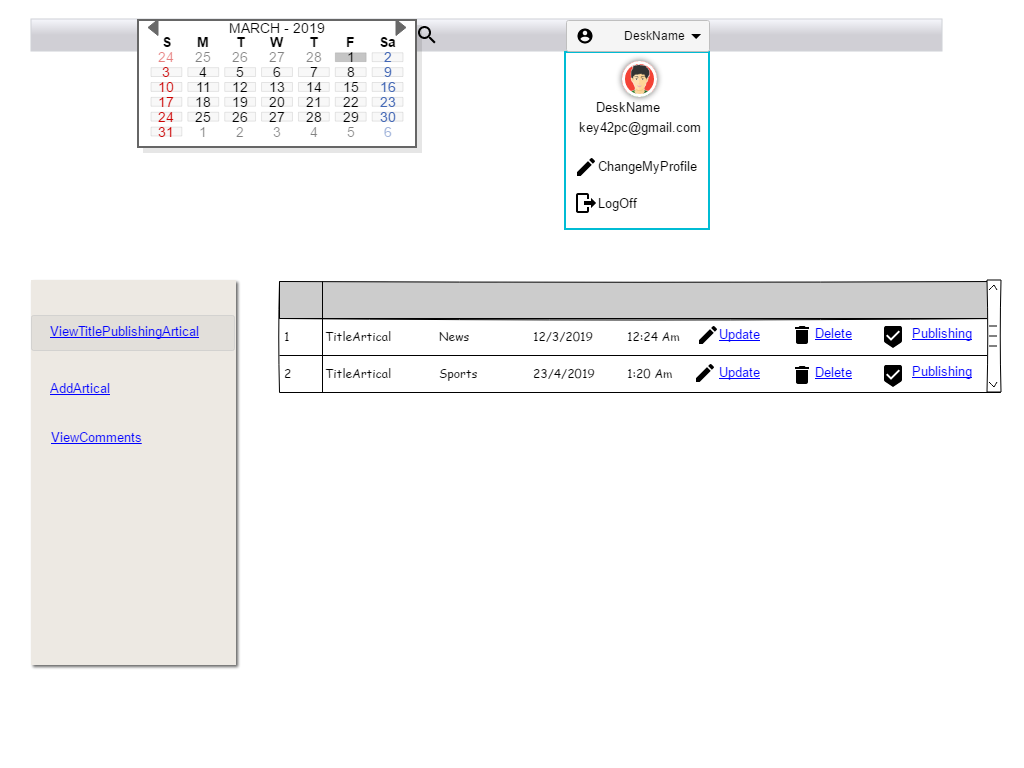 MARCH - 2019
S M T W T F Sa
24 25 26 27 28 1 2
3 4 5 6 7 8 9
10 11 12 13 14 15 16
17 18 19 20 21 22 23
24 25 26 27 28 29 30
31 1 2 3 4 5 6
DeskName
DeskName
key42pc@gmail.com
ChangeMyProfile
LogOff
ViewTitlePublishingArtical
AddArtical
ViewComments
1 TitleArtical News 12/3/2019 12:24 Am Update Delete Publishing
2 TitleArtical Sports 23/4/2019 1:20 Am Update Delete Publishing